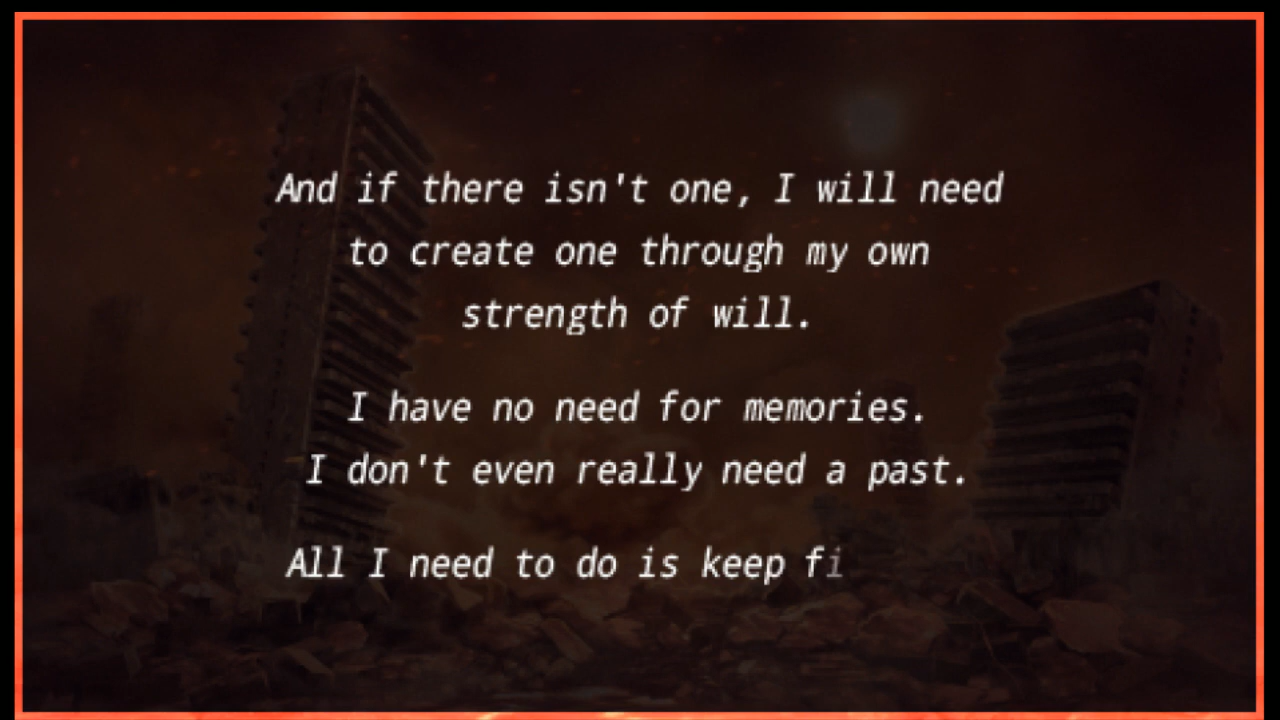 And if there isn't one, I will need
to create one through my own
strength of will.
I have no need for memories.
I don't even really need a past.
All I need to do is keep fi